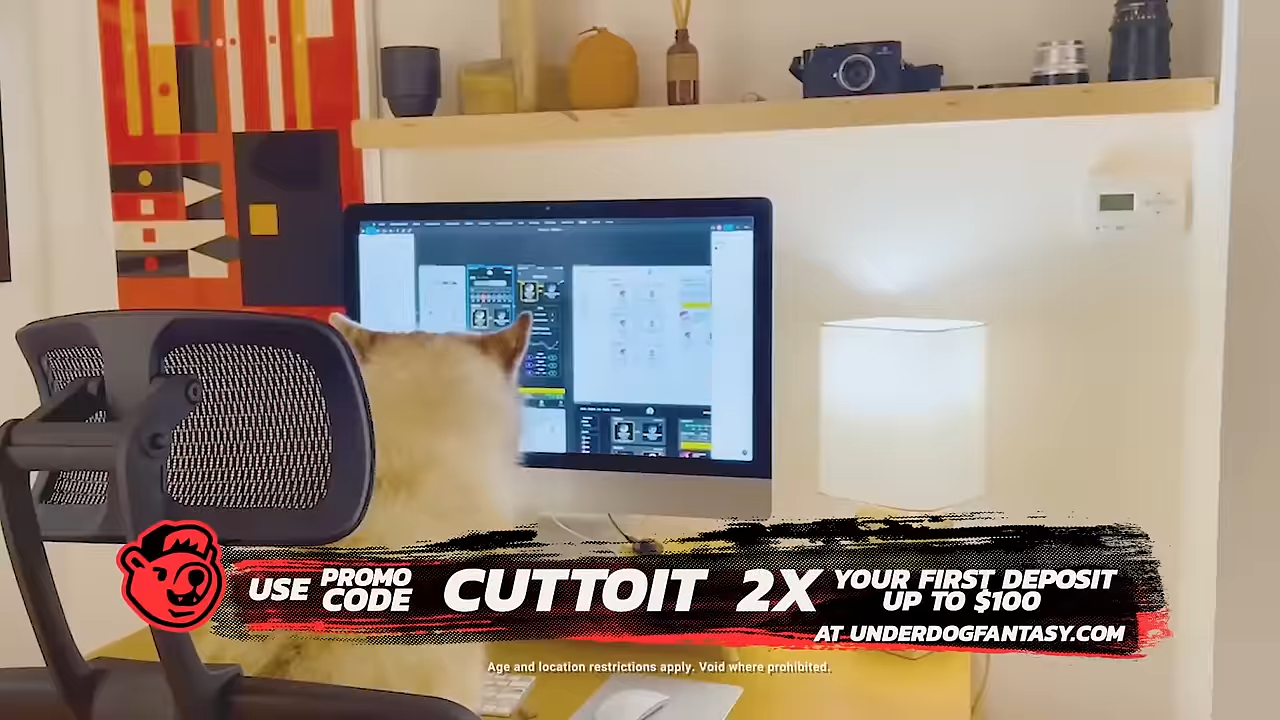 USE PROMO CODE CUTTOIT 2X YOUR FIRST DEPOSIT
UP TO $100
AT UNDERDOGFANTASY.COM
Age and location restrictions apply. Void where prohibited.